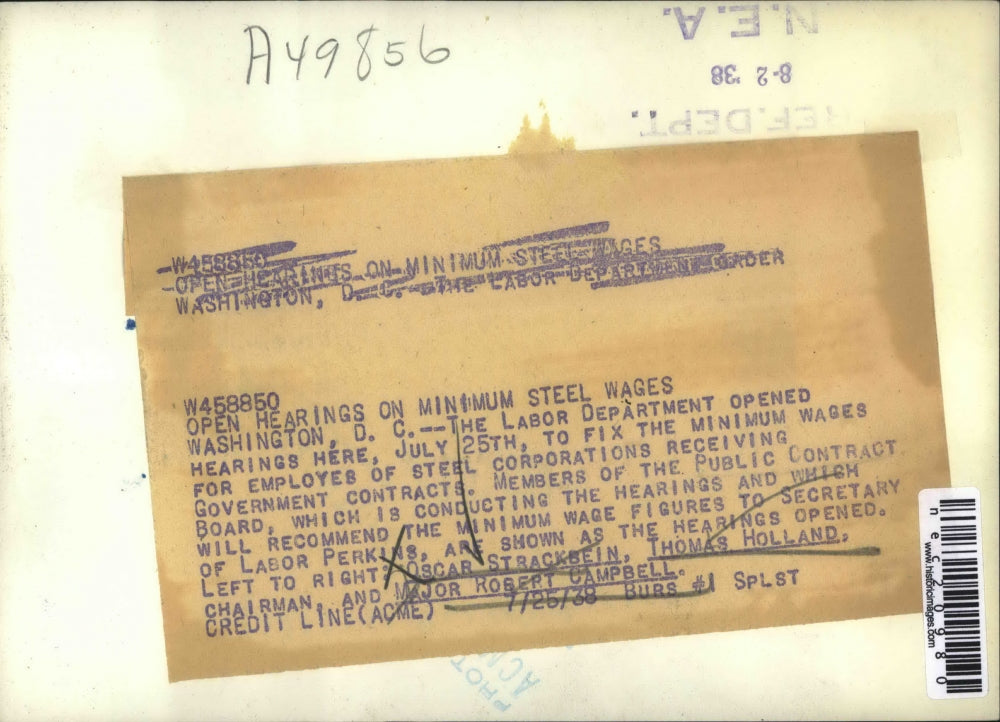 A49856
N.E.A.
8-2 '38
REF. DEPT.
W458850
OPEN HEARINGS ON MINIMUM STEEL WAGES
WASHINGTON, D. C. --THE LABOR DEPARTMENT ORDER
W458850
OPEN HEARINGS ON MINIMUM STEEL WAGES
WASHINGTON, D. C.--THE LABOR DEPARTMENT OPENED
HEARINGS HERE, JULY 25TH, TO FIX THE MINIMUM WAGES
FOR EMPLOYES OF STEEL CORPORATIONS RECEIVING
GOVERNMENT CONTRACTS. MEMBERS OF THE PUBLIC CONTRACT
BOARD, WHICH IS CONDUCTING THE HEARINGS AND WHICH
WILL RECOMMEND THE MINIMUM WAGE FIGURES TO SECRETARY
OF LABOR PERKINS, ARE SHOWN AS THE HEARINGS OPENED.
LEFT TO RIGHT, OSCAR STRACKBEIN, THOMAS HOLLAND,
CHAIRMAN, AND MAJOR ROBERT CAMPBELL.
CREDIT LINE(ACME) 7/25/38 BURS #1 SPLST
PHOT
ACM
nec20980
www.historicimages.com